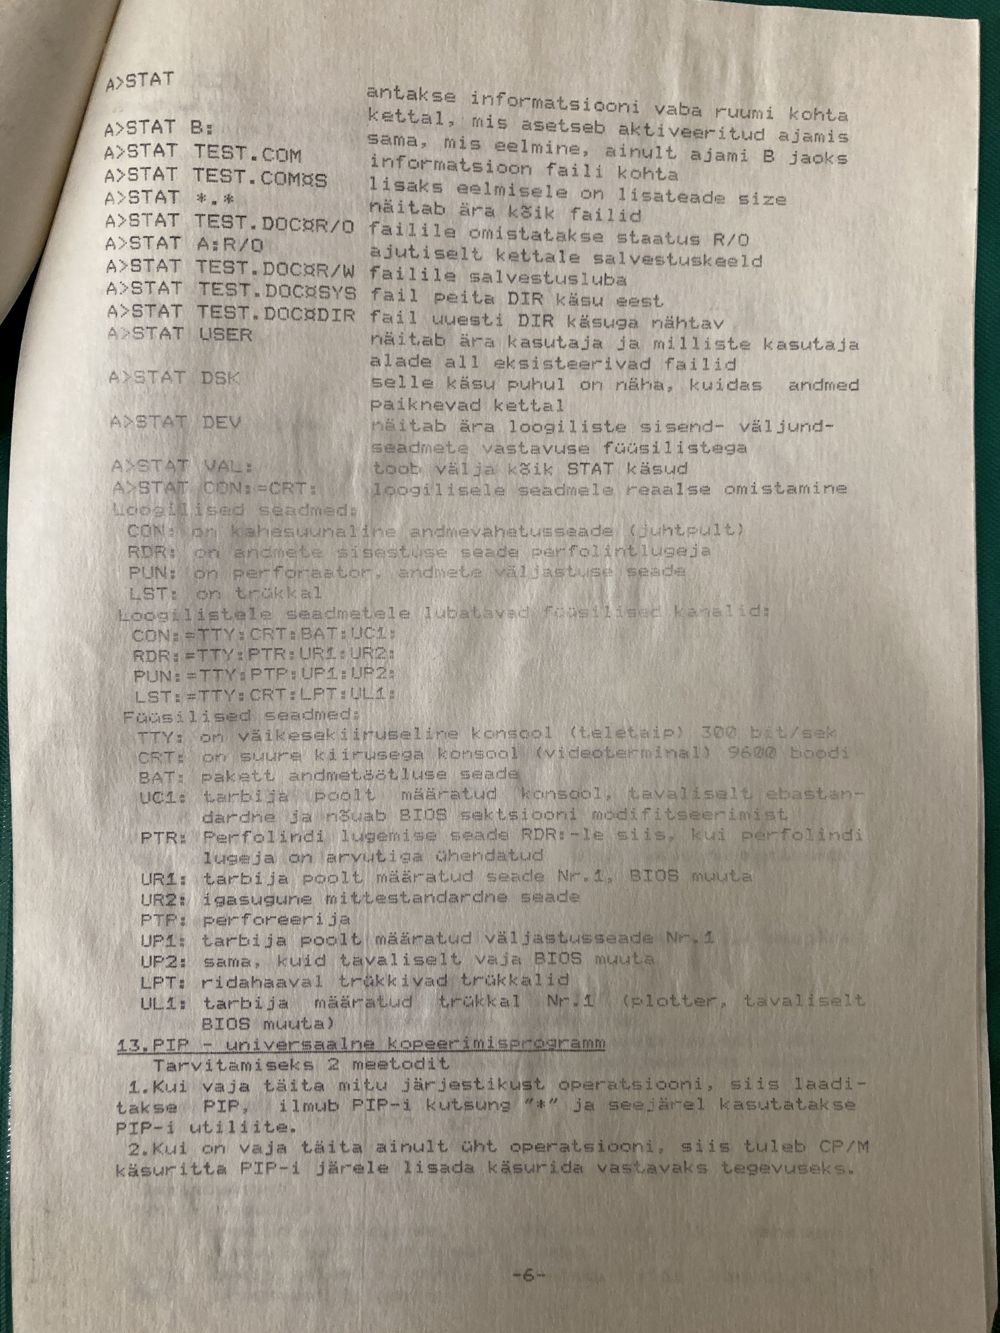 A>STAT antakse informatsiooni vaba ruumi kohta
kettal, mis asetseb aktiveeritud ajamis
A>STAT B: sama, mis eelmine, ainult ajami B jaoks
A>STAT TEST.COM informatsioon faili kohta
A>STAT TEST.COM¤S lisaks eelmisele on lisateade size
A>STAT *.* näitab ära kõik failid
A>STAT TEST.DOC¤R/O failile omistatakse staatus R/O
A>STAT A:R/O ajutiselt kettale salvestuskeeld
A>STAT TEST.DOC¤R/W failile salvestusluba
A>STAT TEST.DOC¤SYS fail peita DIR käsu eest
A>STAT TEST.DOC¤DIR fail uuesti DIR käsuga nähtav
A>STAT USER näitab ära kasutaja ja milliste kasutaja
alade all eksisteerivad failid
A>STAT DSK selle käsu puhul on näha, kuidas andmed
paiknevad kettal
A>STAT DEV näitab ära loogiliste sisend- väljund-
seadmete vastavuse füüsilistega
A>STAT VAL: toob välja kõik STAT käsud
A>STAT CON:=CRT: loogilisele seadmele reaalse omistamine
Loogilised seadmed:
CON: on kahesuunaline andmevahetusseade (juhtpult)
RDR: on andmete sisestuse seade perfolintlugeja
PUN: on perforaator, andmete väljastuse seade
LST: on trükkal
Loogilistele seadmetele lubatavad füüsilised kanalid:
CON:=TTY:CRT:BAT:UC1:
RDR:=TTY:PTR:UR1:UR2:
PUN:=TTY:PTP:UP1:UP2:
LST:=TTY:CRT:LPT:UL1:
Füüsilised seadmed:
TTY: on väikesekiiruseline konsool (teletaip) 300 bit/sek
CRT: on suure kiirusega konsool (videoterminal) 9600 boodi
BAT: pakett andmetöötluse seade
UC1: tarbija poolt määratud konsool, tavaliselt ebastan-
dardne ja nõuab BIOS sektsiooni modifitseerimist
PTR: Perfolindi lugemise seade RDR:-le siis, kui perfolindi
lugeja on arvutiga ühendatud
UR1: tarbija poolt määratud seade Nr.1, BIOS muuta
UR2: igasugune mittestandardne seade
PTP: perforeerija
UP1: tarbija poolt määratud väljastusseade Nr.1
UP2: sama, kuid tavaliselt vaja BIOS muuta
LPT: ridahaaval trükkivad trükkalid
UL1: tarbija määratud trükkal Nr.1 (plotter, tavaliselt
BIOS muuta)
13.PIP - universaalne kopeerimisprogramm
Tarvitamiseks 2 meetodit
1.Kui vaja täita mitu järjestikust operatsiooni, siis laadi-
takse PIP, ilmub PIP-i kutsung "*" ja seejärel kasutatakse
PIP-i utiliite.
2.Kui on vaja täita ainult üht operatsiooni, siis tuleb CP/M
käsuritta PIP-i järele lisada käsurida vastavaks tegevuseks.
-6-